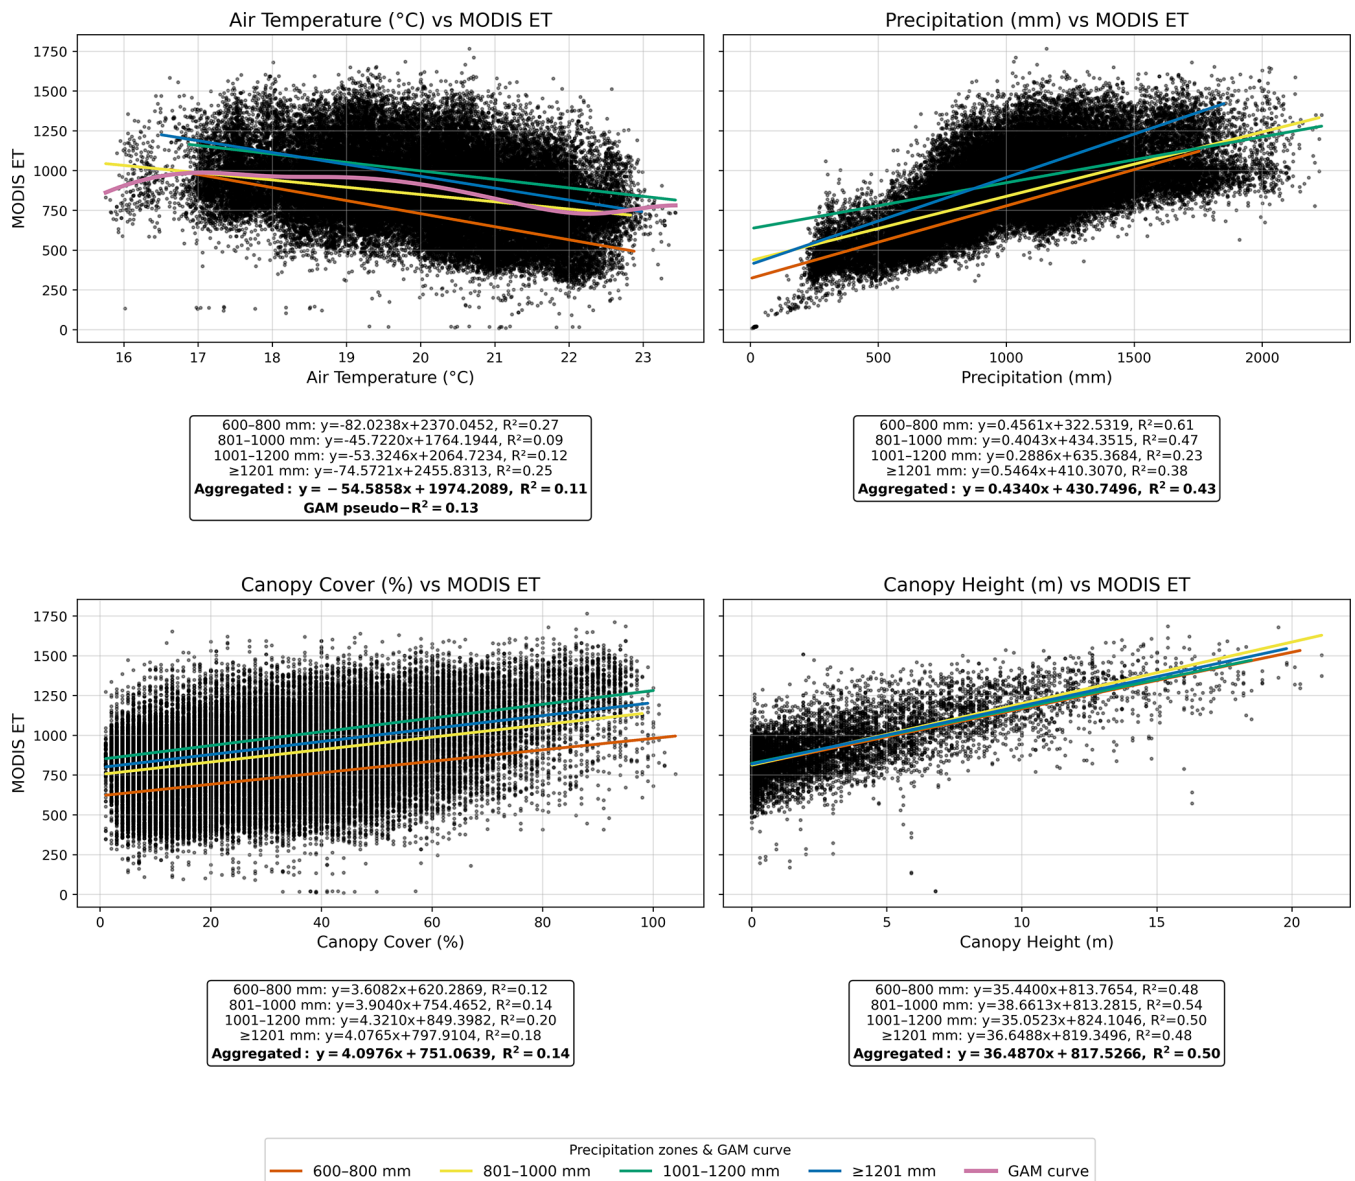 Air Temperature (°C) vs MODIS ET
Precipitation (mm) vs MODIS ET
1750
1500
1250
1000
750
500
250
0
MODIS ET
16 17 18 19 20 21 22 23
Air Temperature (°C)
0 500 1000 1500 2000
Precipitation (mm)
600–800 mm: y=-82.0238x+2370.0452, R²=0.27
801–1000 mm: y=-45.7220x+1764.1944, R²=0.09
1001–1200 mm: y=-53.3246x+2064.7234, R²=0.12
≥1201 mm: y=-74.5721x+2455.8313, R²=0.25
Aggregated: y = −54.5858x + 1974.2089, R² = 0.11
GAM pseudo−R² = 0.13
600–800 mm: y=0.4561x+322.5319, R²=0.61
801–1000 mm: y=0.4043x+434.3515, R²=0.47
1001–1200 mm: y=0.2886x+635.3684, R²=0.23
≥1201 mm: y=0.5464x+410.3070, R²=0.38
Aggregated: y = 0.4340x + 430.7496, R² = 0.43
Canopy Cover (%) vs MODIS ET
Canopy Height (m) vs MODIS ET
1750
1500
1250
1000
750
500
250
0
MODIS ET
0 20 40 60 80 100
Canopy Cover (%)
0 5 10 15 20
Canopy Height (m)
600–800 mm: y=3.6082x+620.2869, R²=0.12
801–1000 mm: y=3.9040x+754.4652, R²=0.14
1001–1200 mm: y=4.3210x+849.3982, R²=0.20
≥1201 mm: y=4.0765x+797.9104, R²=0.18
Aggregated: y = 4.0976x + 751.0639, R² = 0.14
600–800 mm: y=35.4400x+813.7654, R²=0.48
801–1000 mm: y=38.6613x+813.2815, R²=0.54
1001–1200 mm: y=35.0523x+824.1046, R²=0.50
≥1201 mm: y=36.6488x+819.3496, R²=0.48
Aggregated: y = 36.4870x + 817.5266, R² = 0.50
Precipitation zones & GAM curve
600–800 mm 801–1000 mm 1001–1200 mm ≥1201 mm GAM curve